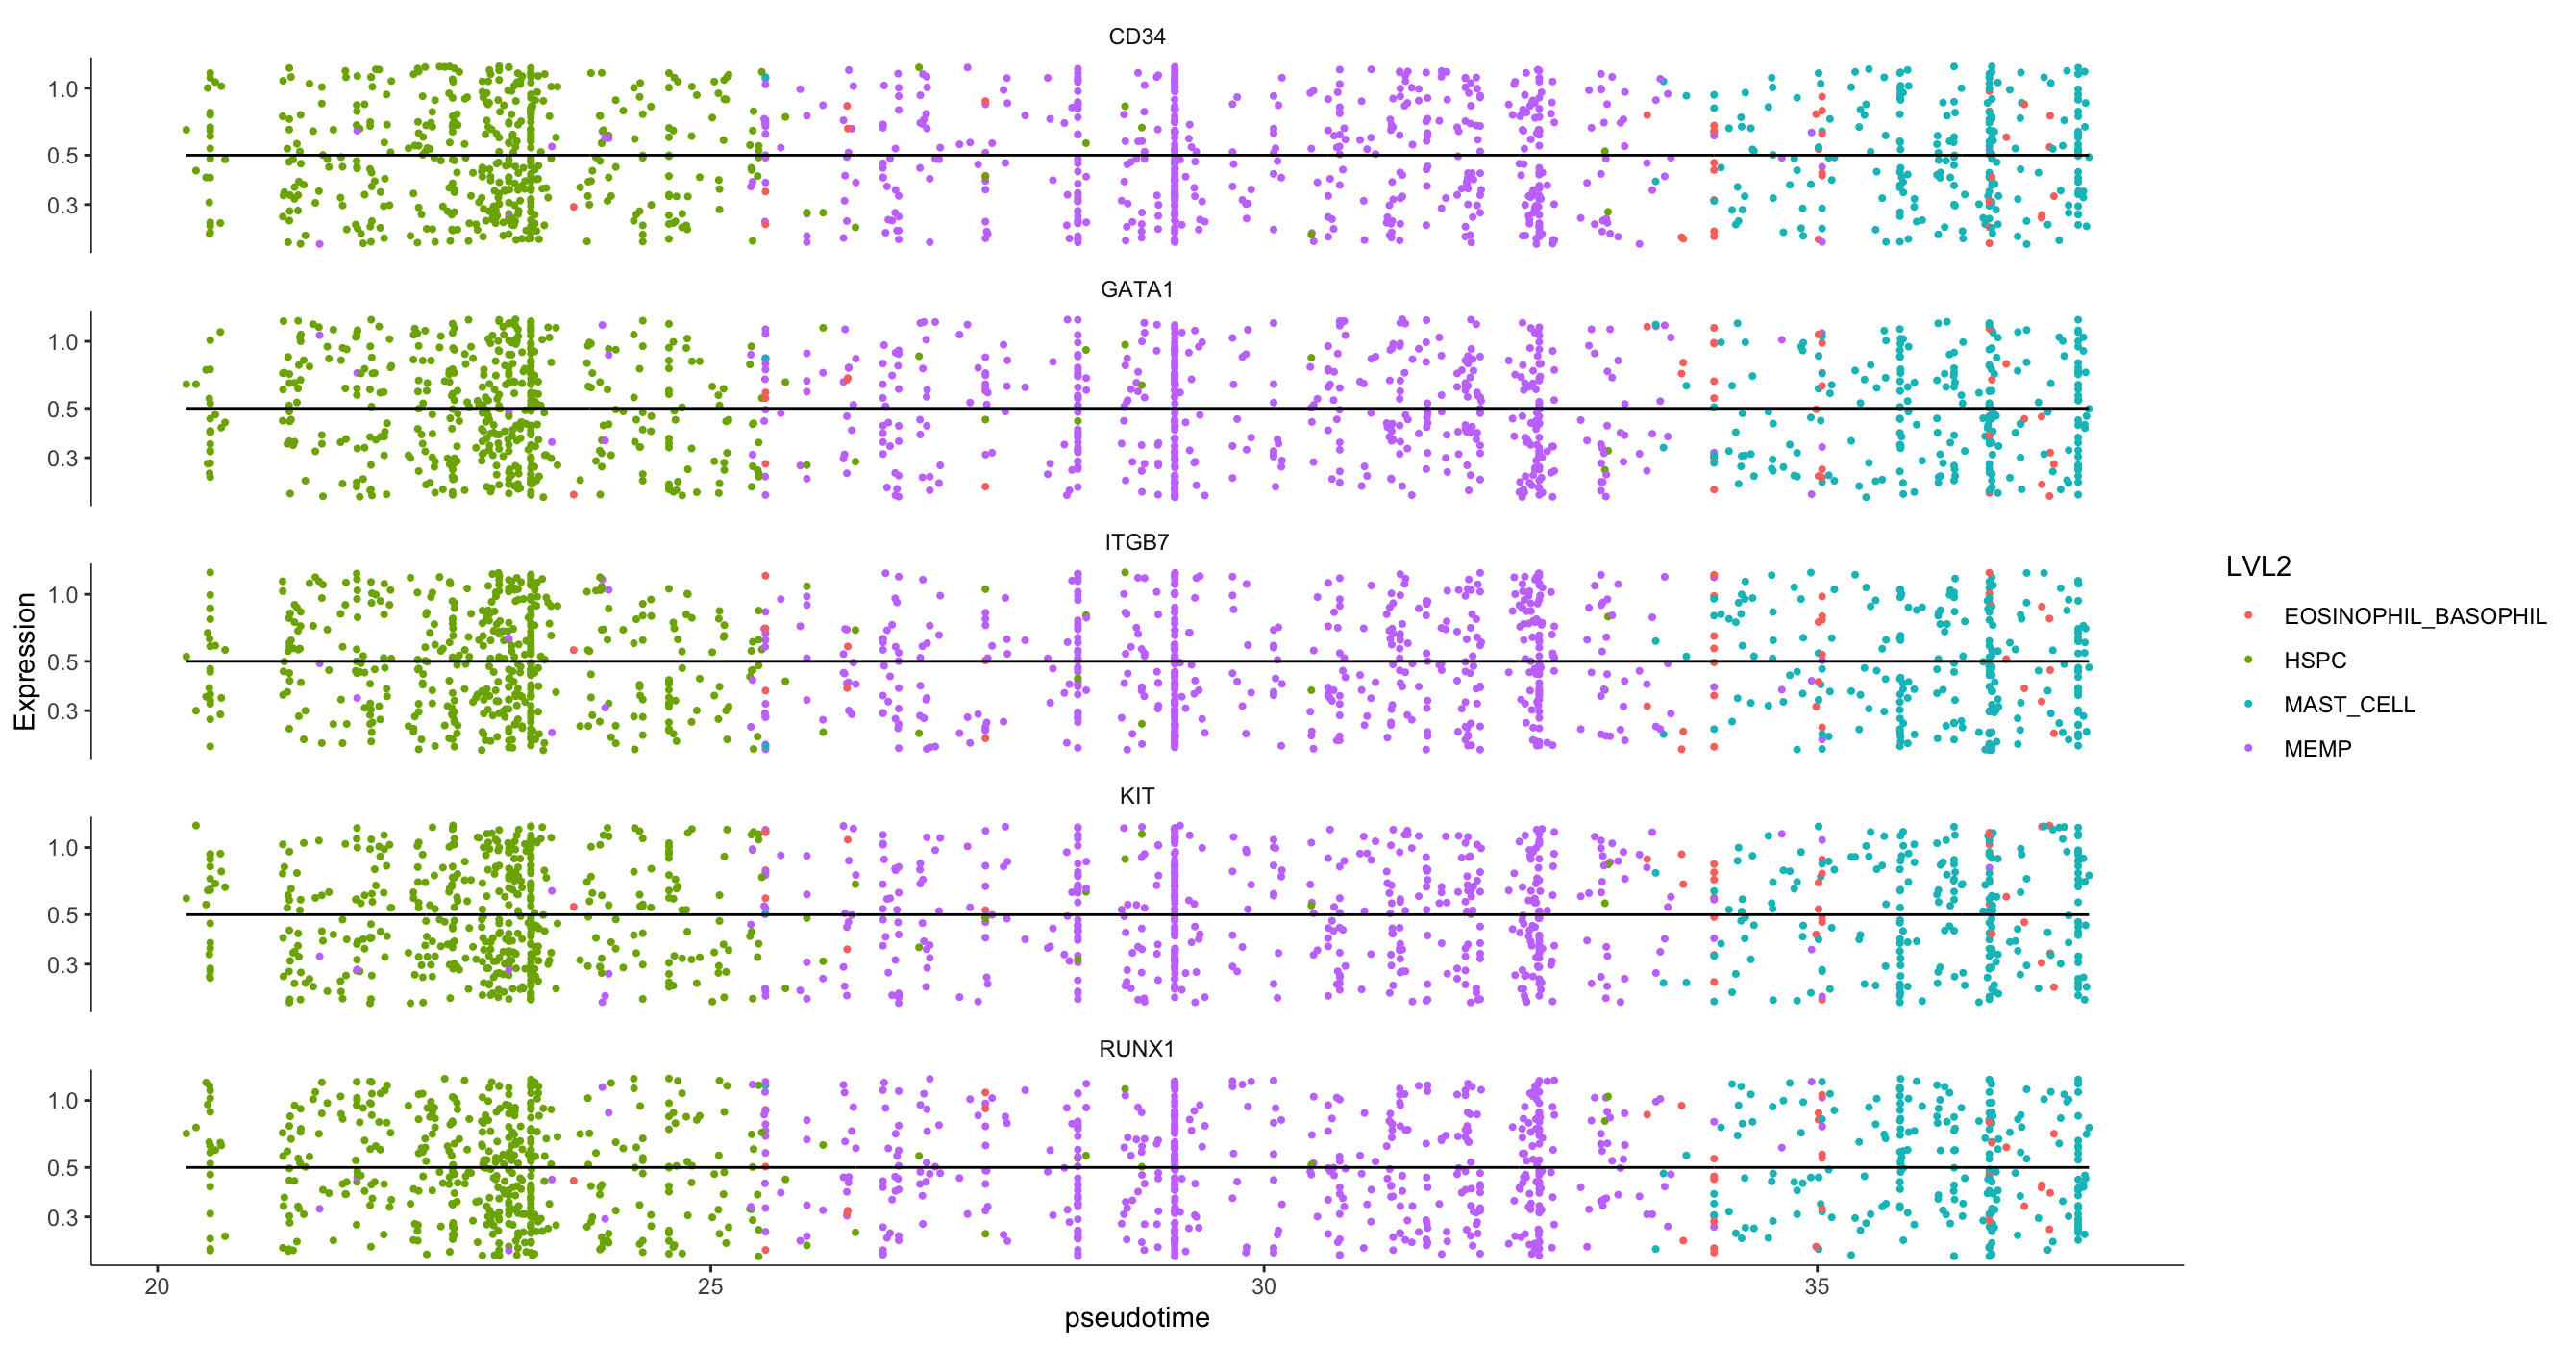 CD34
1.0
0.5
0.3
GATA1
1.0
0.5
0.3
ITGB7
1.0
0.5
0.3
KIT
1.0
0.5
0.3
RUNX1
1.0
0.5
0.3
Expression
20 25 30 35
pseudotime
LVL2
EOSINOPHIL_BASOPHIL
HSPC
MAST_CELL
MEMP